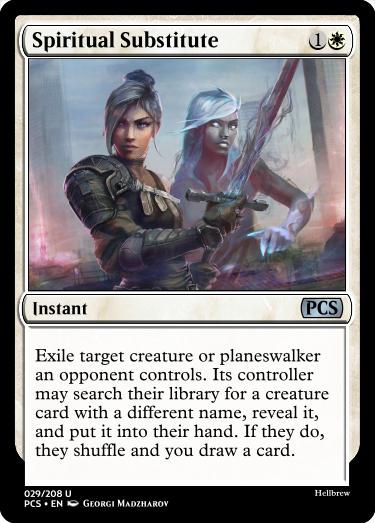 Spiritual Substitute 1
Instant PCS
Exile target creature or planeswalker
an opponent controls. Its controller
may search their library for a creature
card with a different name, reveal it,
and put it into their hand. If they do,
they shuffle and you draw a card.
029/208 U Hellbrew
PCS • EN Georgi Madzharov